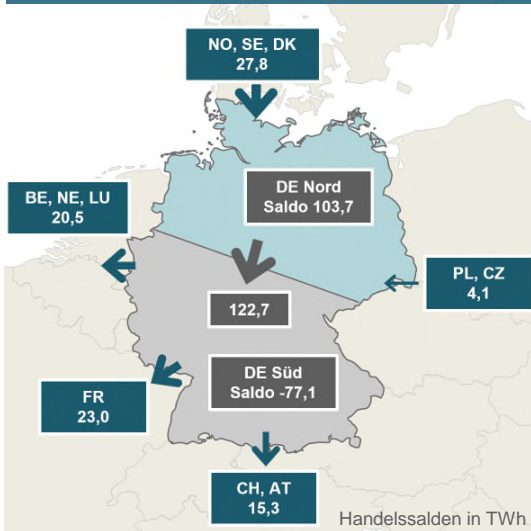 NO, SE, DK
27,8
DE Nord
Saldo 103,7
BE, NE, LU
20,5
PL, CZ
4,1
122,7
DE Süd
Saldo -77,1
FR
23,0
CH, AT
15,3
Handelssalden in TWh